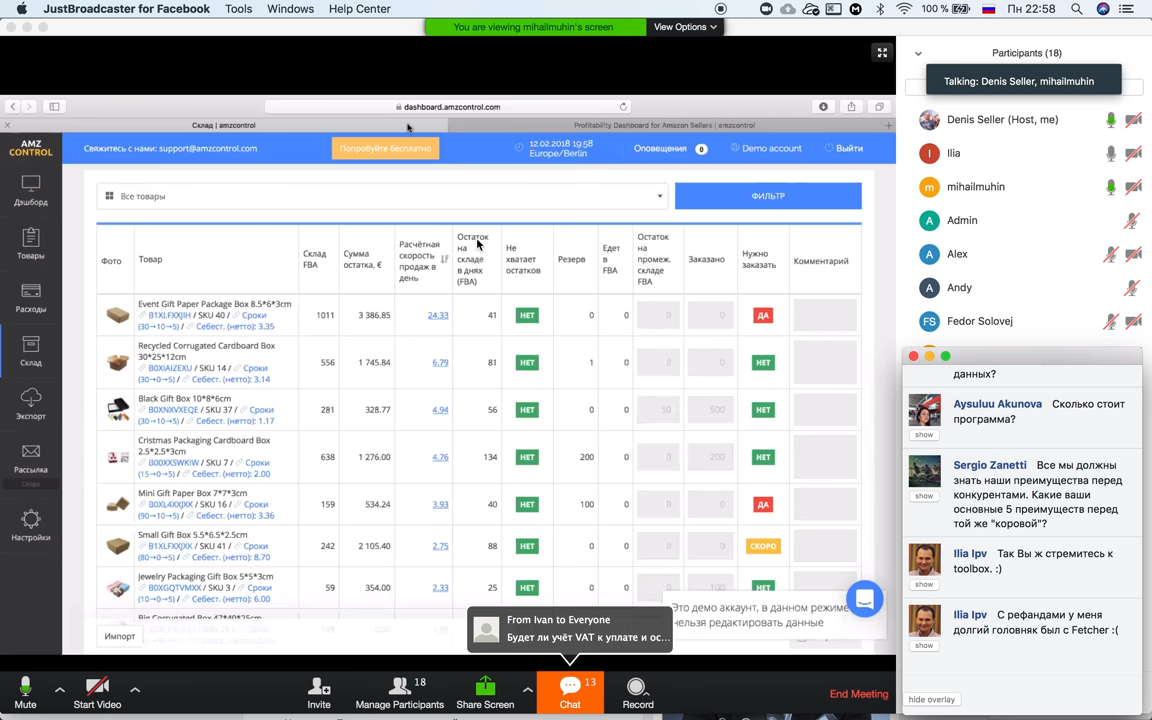 JustBroadcaster for Facebook Tools Windows Help Center
100 % Пн 22:58
You are viewing mihailmuhin's screen
View Options
dashboard.amzcontrol.com
Склад | amzcontrol
Profitability Dashboard for Amazon Sellers | amzcontrol
AMZ
CONTROL
Свяжитесь с нами: support@amzcontrol.com
Попробуйте бесплатно
12.02.2018 19:58
Europe/Berlin
Оповещения 0
Demo account
Выйти
Дэшборд
Товары
Расходы
Склад
Экспорт
Рассылка
Скоро
Настройки
Все товары
ФИЛЬТР
Фото
Товар
Склад
FBA
Сумма
остатка, €
Расчётная
скорость
продаж в
день
Остаток
на
складе
в днях
(FBA)
Не
хватает
остатков
Резерв
Едет
в
FBA
Остаток
на
промеж.
складе
FBA
Заказано
Нужно
заказать
Комментарий
Event Gift Paper Package Box 8.5*6*3cm
B1XLFXXJIH / SKU 40 / Сроки
(30→10→5) / Себест. (нетто): 3.35
1011 3 386.85 24.33 41 НЕТ 0 0 0 0 ДА
Recycled Corrugated Cardboard Box
30*25*12cm
B0XIAIZEXU / SKU 14 / Сроки
(30→0→5) / Себест. (нетто): 3.14
556 1 745.84 6.79 81 НЕТ 1 0 0 0 НЕТ
Black Gift Box 10*8*6cm
B0XNXVXEQE / SKU 37 / Сроки
(30→10→5) / Себест. (нетто): 1.17
281 328.77 4.94 56 НЕТ 0 0 50 500 НЕТ
Cristmas Packaging Cardboard Box
2.5*2.5*3cm
B00XXSWKIW / SKU 7 / Сроки
(15→0→5) / Себест. (нетто): 2.00
638 1 276.00 4.76 134 НЕТ 200 0 0 200 НЕТ
Mini Gift Paper Box 7*7*3cm
B0XL4XXJXK / SKU 16 / Сроки
(90→10→5) / Себест. (нетто): 3.36
159 534.24 3.93 40 НЕТ 100 0 0 0 ДА
Small Gift Box 5.5*6.5*2.5cm
B1XLFXXJXK / SKU 41 / Сроки
(80→0→5) / Себест. (нетто): 8.70
242 2 105.40 2.75 88 НЕТ 0 0 0 0 СКОРО
Jewelry Packaging Gift Box 5*5*3cm
B0XGQTVMXX / SKU 3 / Сроки
(10→0→5) / Себест. (нетто): 6.00
59 354.00 2.33 25 НЕТ 0 0 0 100 НЕТ
Импорт
Это демо аккаунт, в данном режиме
нельзя редактировать данные
From Ivan to Everyone
Будет ли учёт VAT к уплате и ос...
Participants (18)
Talking: Denis Seller, mihailmuhin
Denis Seller (Host, me)
I Ilia
m mihailmuhin
A Admin
A Alex
A Andy
FS Fedor Solovej
данных?
Aysuluu Akunova Сколько стоит
программа?
show
Sergio Zanetti Все мы должны
знать наши преимущества перед
конкурентами. Какие ваши
основные 5 преимуществ перед
той же "коровой"?
show
Ilia Ipv Так Вы ж стремитесь к
toolbox. :)
show
Ilia Ipv С рефандами у меня
долгий головняк был с Fetcher :(
show
hide overlay
Mute
Start Video
Invite
18
Manage Participants
Share Screen
13
Chat
Record
End Meeting